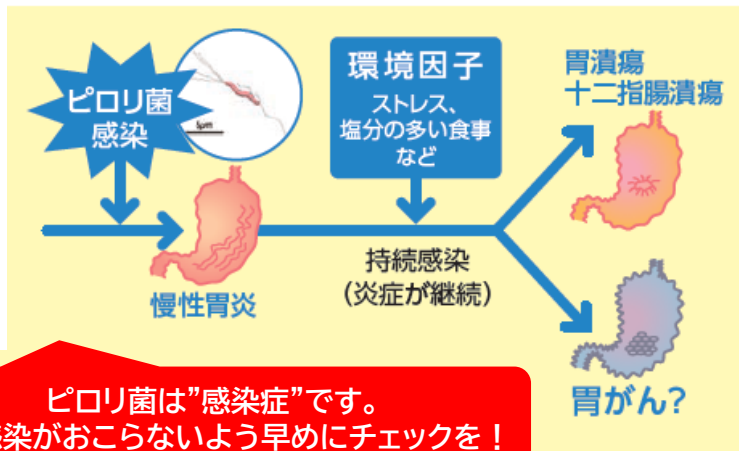 ピロリ菌
感染
5μm
環境因子
ストレス、
塩分の多い食事
など
胃潰瘍
十二指腸潰瘍
慢性胃炎
持続感染
（炎症が継続）
胃がん?
ピロリ菌は”感染症”です。
染がおこらないよう早めにチェックを！